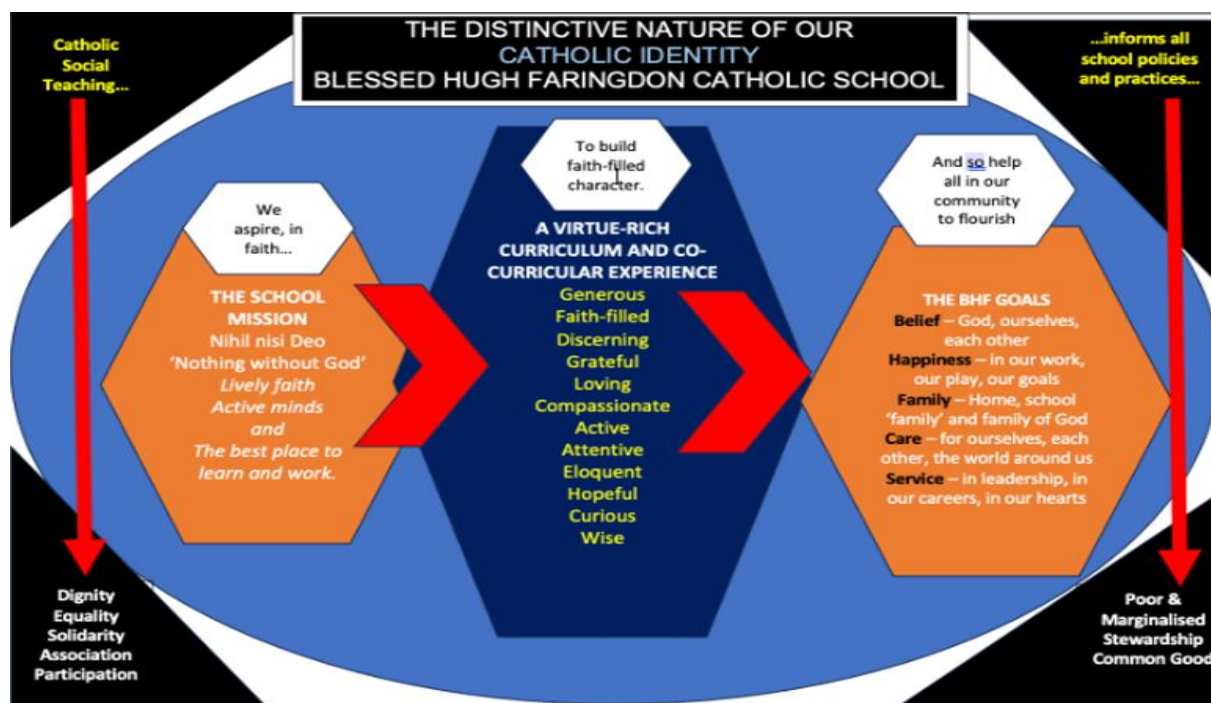 THE DISTINCTIVE NATURE OF OUR
CATHOLIC IDENTITY
BLESSED HUGH FARINGDON CATHOLIC SCHOOL
Catholic
Social
Teaching...
...informs all
school policies
and practices...
We
aspire, in
faith...
THE SCHOOL
MISSION
Nihil nisi Deo
‘Nothing without God’
Lively faith
Active minds
and
The best place to
learn and work.
To build
faith-filled
character.
A VIRTUE-RICH
CURRICULUM AND CO-
CURRICULAR EXPERIENCE
Generous
Faith-filled
Discerning
Grateful
Loving
Compassionate
Active
Attentive
Eloquent
Hopeful
Curious
Wise
And so help
all in our
community
to flourish
THE BHF GOALS
Belief – God, ourselves,
each other
Happiness – in our work,
our play, our goals
Family – Home, school
‘family’ and family of God
Care – for ourselves, each
other, the world around us
Service – in leadership, in
our careers, in our hearts
Dignity
Equality
Solidarity
Association
Participation
Poor &
Marginalised
Stewardship
Common Good